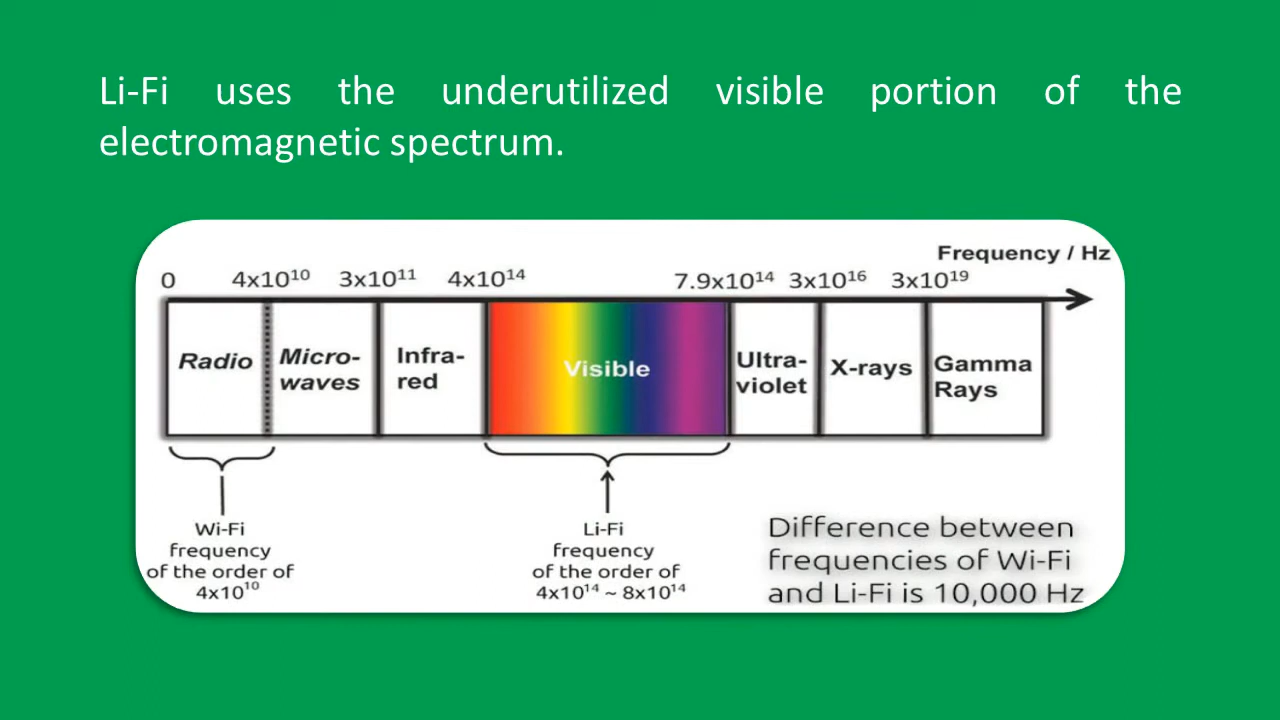 Li-Fi uses the underutilized visible portion of the
electromagnetic spectrum.
Frequency / Hz
0 4x10¹⁰ 3x10¹¹ 4x10¹⁴ 7.9x10¹⁴ 3x10¹⁶ 3x10¹⁹
Radio
Micro-
waves
Infra-
red
Visible
Ultra-
violet
X-rays
Gamma
Rays
Wi-Fi
frequency
of the order of
4x10¹⁰
Li-Fi
frequency
of the order of
4x10¹⁴ ~ 8x10¹⁴
Difference between
frequencies of Wi-Fi
and Li-Fi is 10,000 Hz